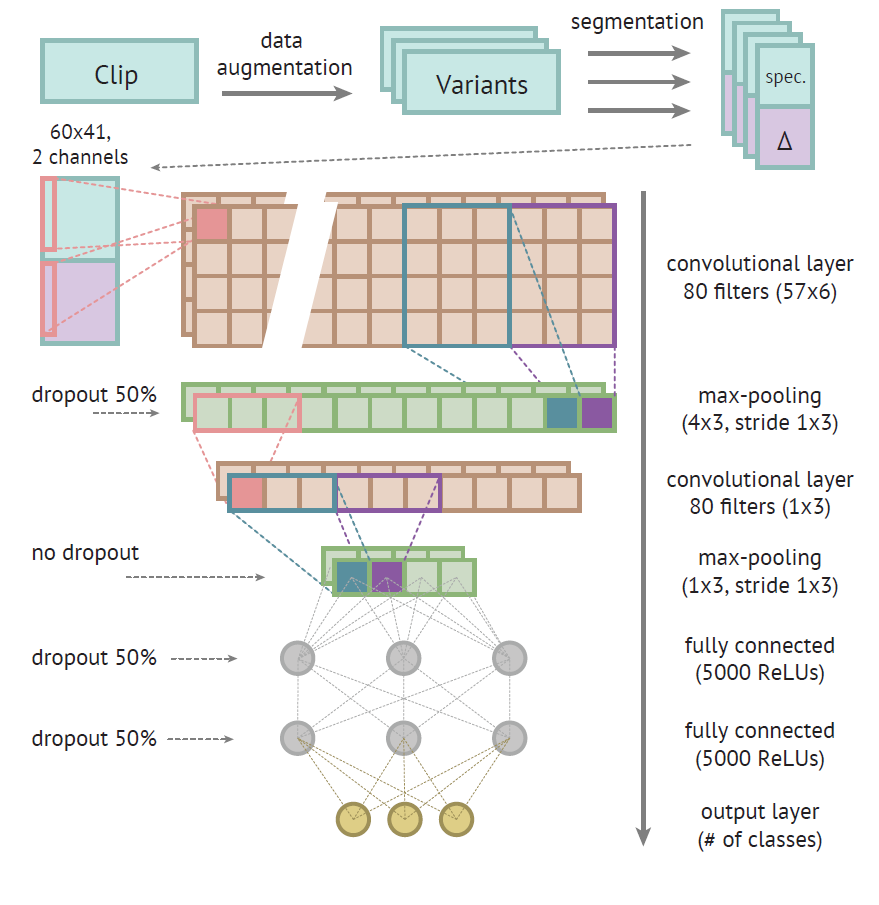 Clip
data
augmentation
Variants
segmentation
spec.
Δ
60x41,
2 channels
convolutional layer
80 filters (57x6)
dropout 50%
max-pooling
(4x3, stride 1x3)
convolutional layer
80 filters (1x3)
no dropout
max-pooling
(1x3, stride 1x3)
dropout 50%
fully connected
(5000 ReLUs)
dropout 50%
fully connected
(5000 ReLUs)
output layer
(# of classes)